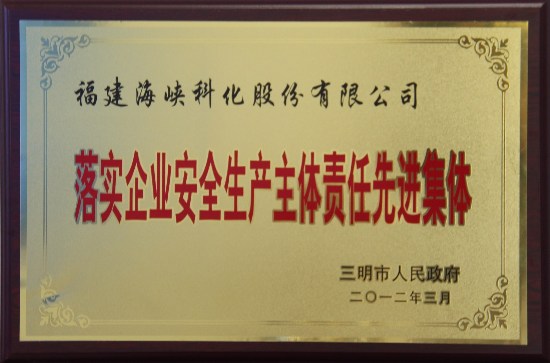 福建海峡科化股份有限公司
落实企业安全生产主体责任先进集体
三明市人民政府
二〇一二年三月